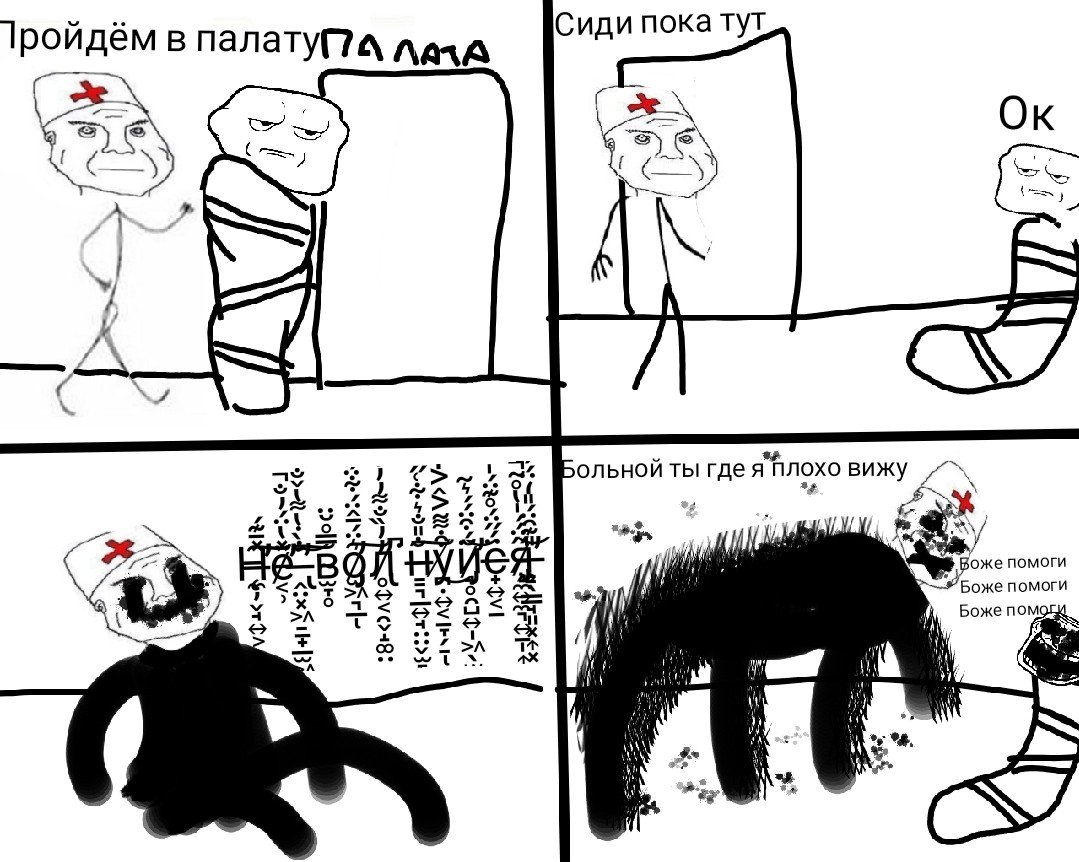 Пройдём в палату
ПАЛАТА
Сиди пока тут
Ок
Не волнуйся
Больной ты где я плохо вижу
Боже помоги
Боже помоги
Боже помоги